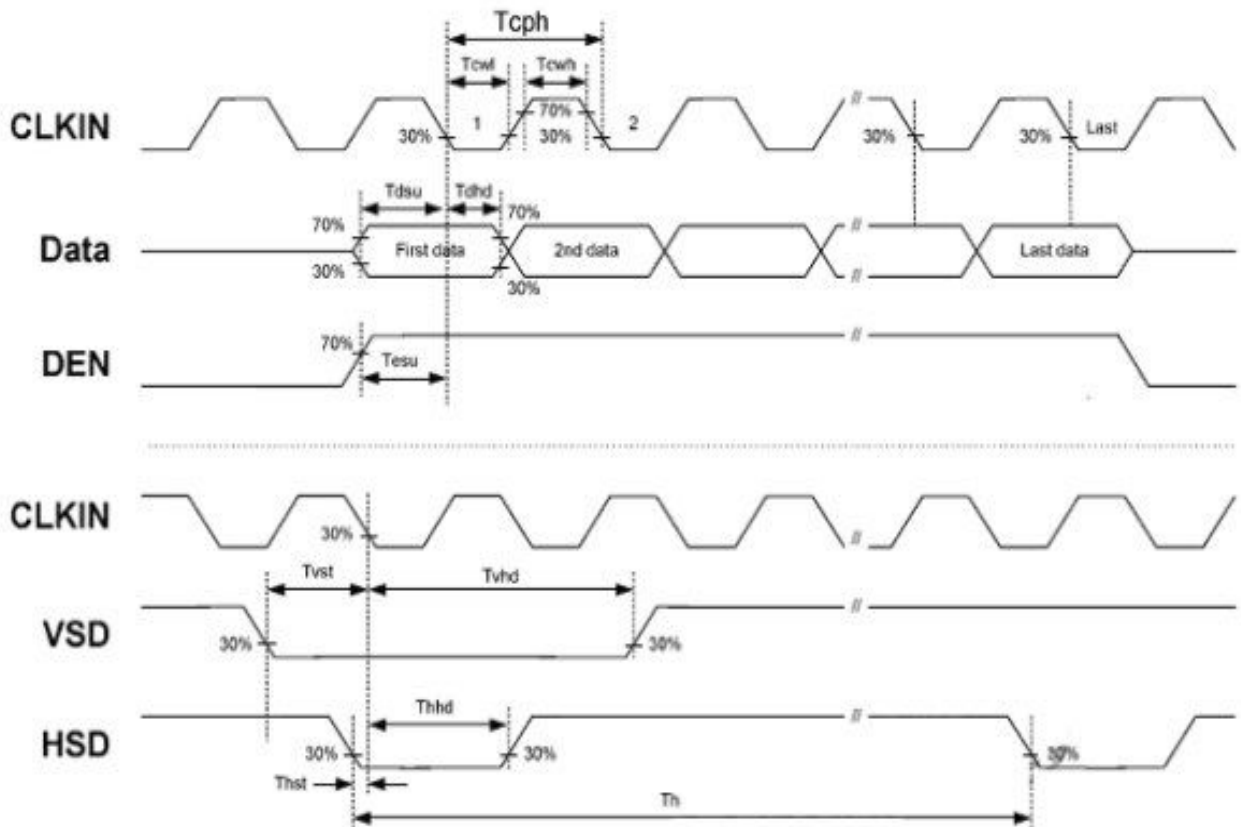 Tcph
Tcwl Tcwh
CLKIN 30% 1 70% 30% 2 // 30% 30% Last
Tdsu Tdhd
70% 70%
Data First data 2nd data // Last data
30% 30%
DEN 70% Tesu //
CLKIN 30% //
Tvst Tvhd
VSD 30% 30% //
Thhd
HSD 30% 30% // 30%
Thst
Th